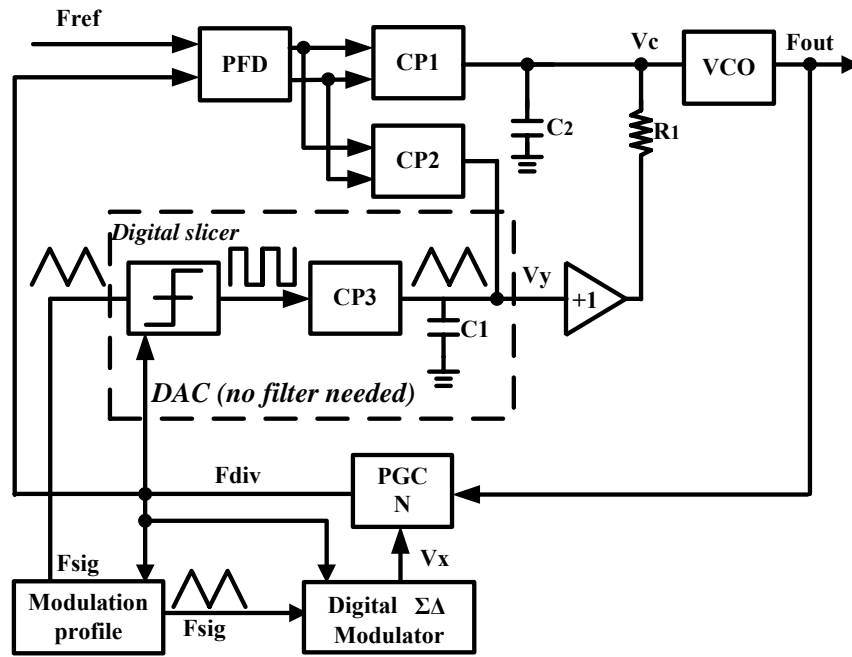 Fref
PFD
CP1
Vc
VCO
Fout
C2
R1
CP2
Digital slicer
CP3
C1
Vy
+1
DAC (no filter needed)
Fdiv
PGC
N
Vx
Fsig
Modulation
profile
Fsig
Digital ΣΔ
Modulator